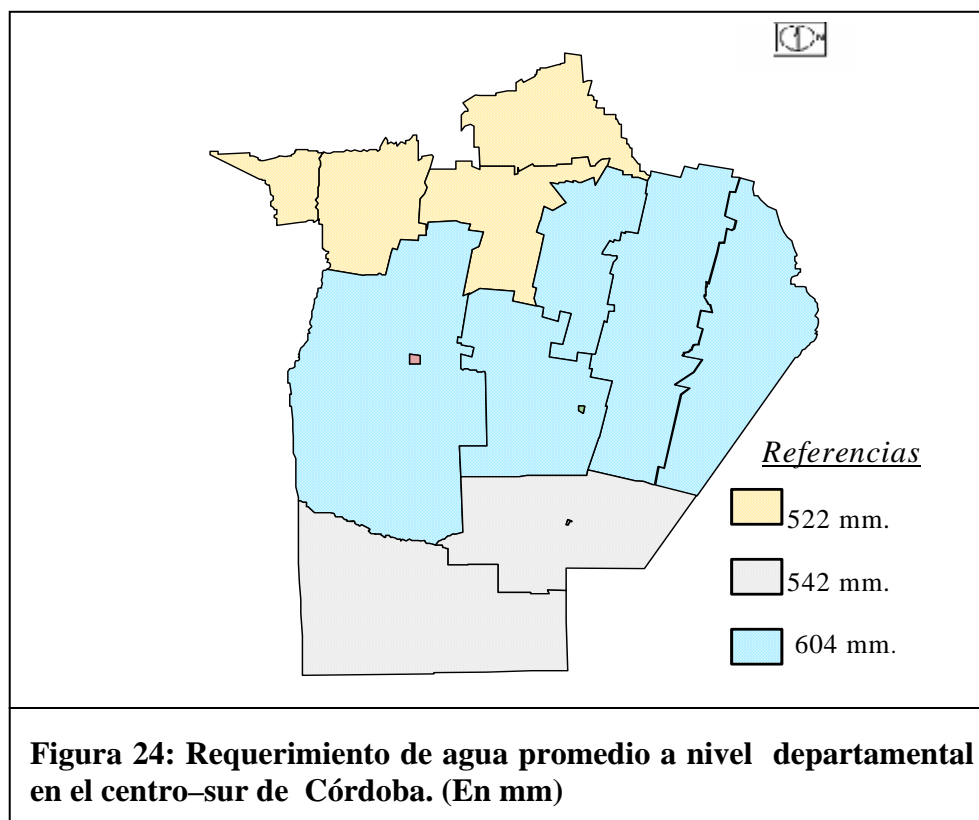 N
Referencias
522 mm.
542 mm.
604 mm.
Figura 24: Requerimiento de agua promedio a nivel departamental
en el centro–sur de Córdoba. (En mm)